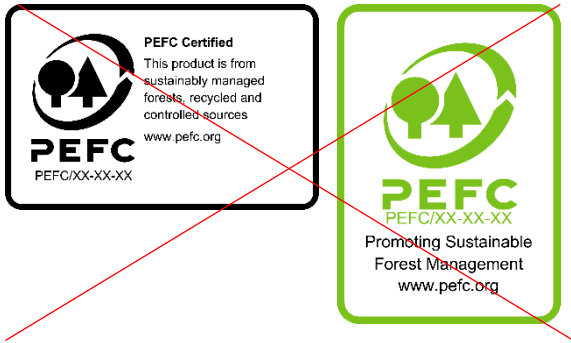 PEFC Certified
This product is from
sustainably managed
forests, recycled and
controlled sources
www.pefc.org
PEFC
PEFC/XX-XX-XX
PEFC
PEFC/XX-XX-XX
Promoting Sustainable
Forest Management
www.pefc.org